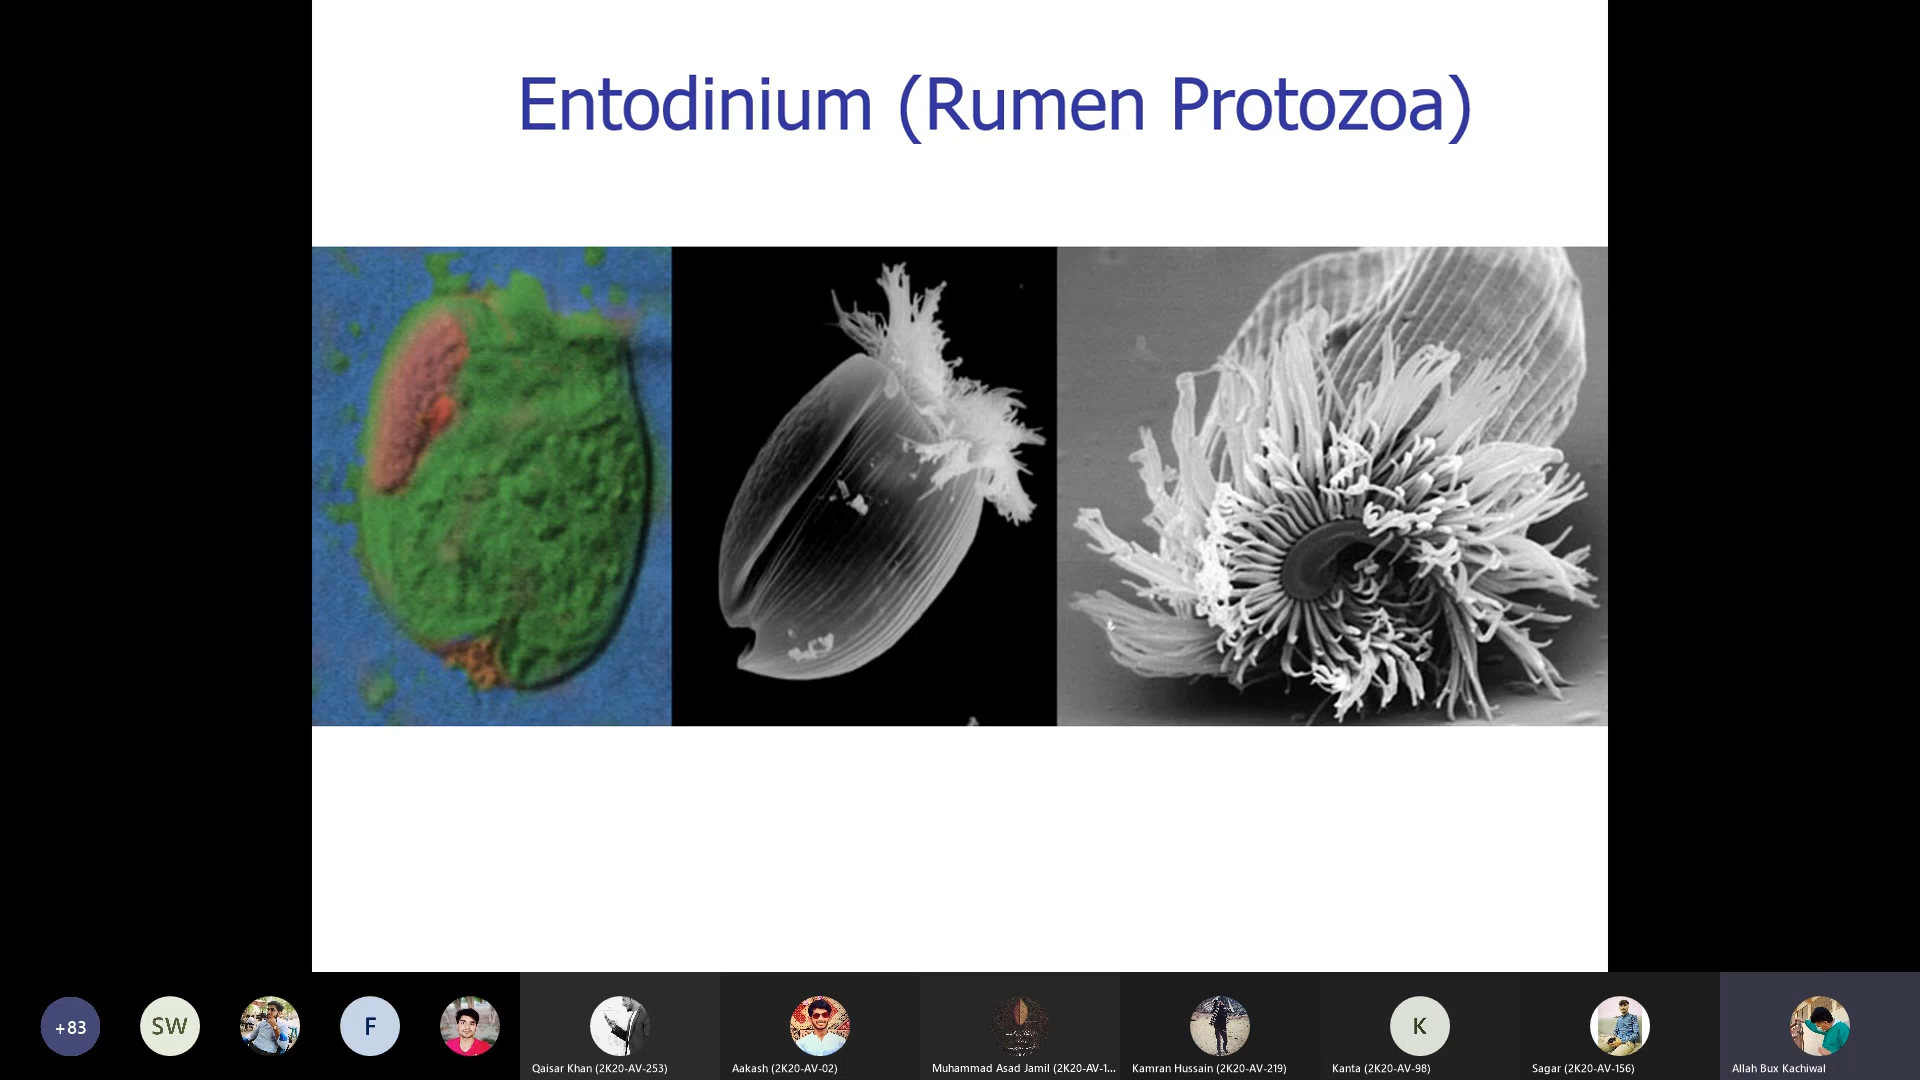 Entodinium (Rumen Protozoa)
+83
SW
F
K
Qaisar Khan (2K20-AV-253)
Aakash (2K20-AV-02)
Muhammad Asad Jamil (2K20-AV-1...
Kamran Hussain (2K20-AV-219)
Kanta (2K20-AV-98)
Sagar (2K20-AV-156)
Allah Bux Kachiwal